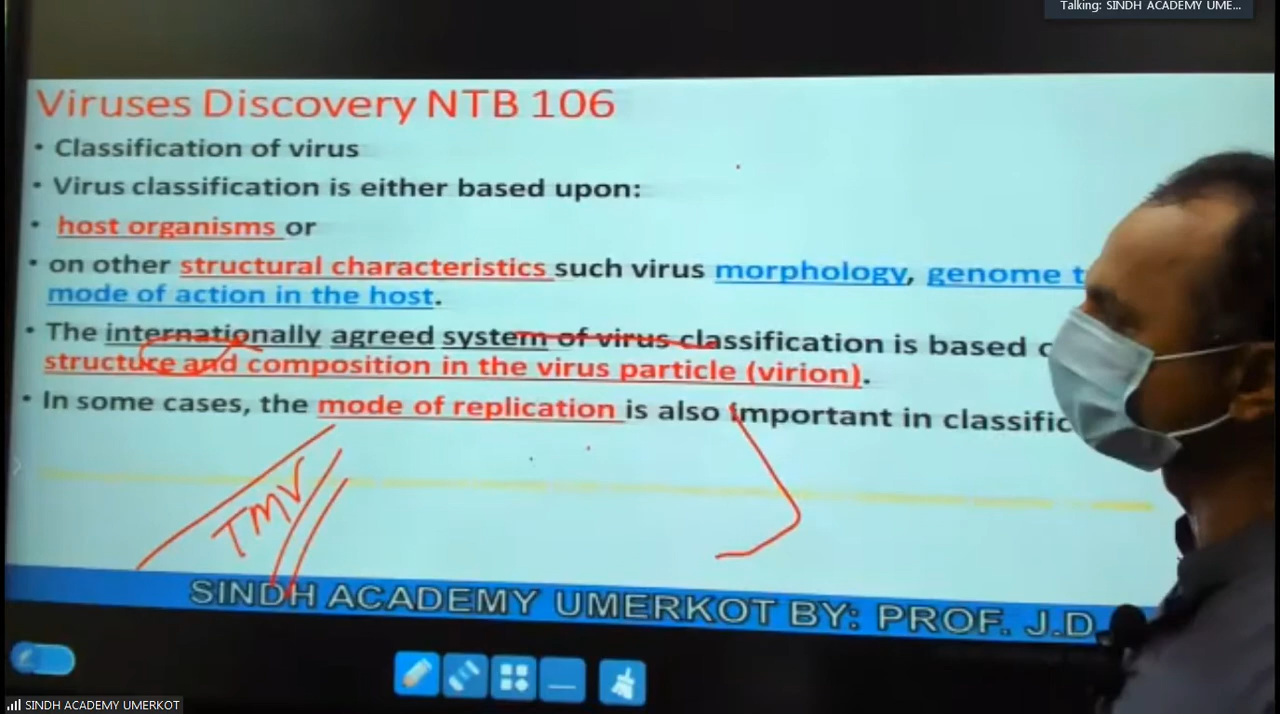 Talking: SINDH ACADEMY UME...
Viruses Discovery NTB 106
• Classification of virus
• Virus classification is either based upon:
• host organisms or
• on other structural characteristics such virus morphology, genome
mode of action in the host.
• The internationally agreed system of virus classification is based
structure and composition in the virus particle (virion).
• In some cases, the mode of replication is also important in classific
TMV
SINDH ACADEMY UMERKOT BY: PROF. J.D
SINDH ACADEMY UMERKOT